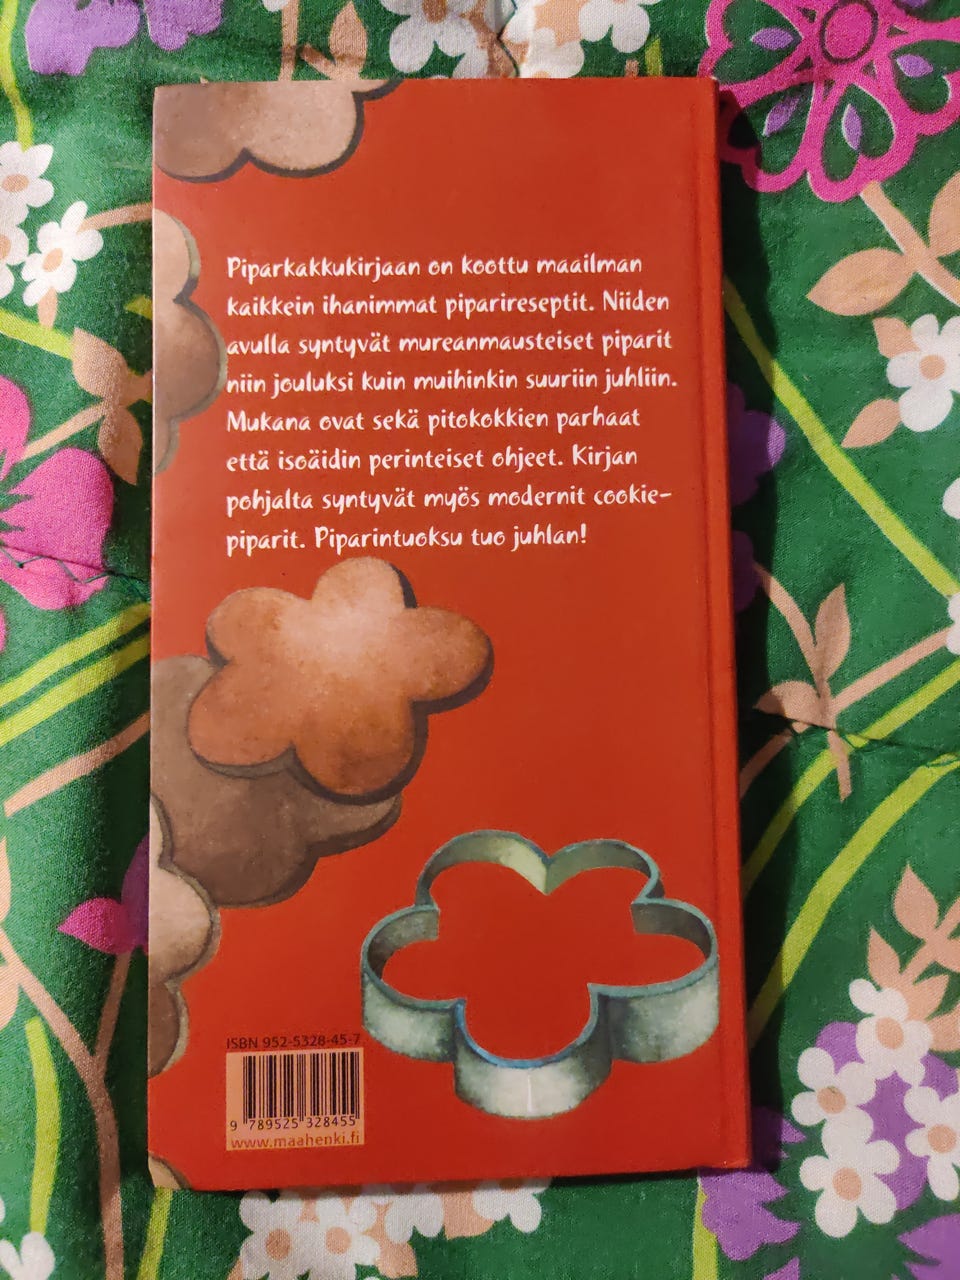 Piparkakkukirjaan on koottu maailman
kaikkein ihanimmat piparireseptit. Niiden
avulla syntyvät mureanmausteiset piparit
niin jouluksi kuin muihinkin suuriin juhliin.
Mukana ovat sekä pitokokkien parhaat
että isoäidin perinteiset ohjeet. Kirjan
pohjalta syntyvät myös modernit cookie-
piparit. Piparintuoksu tuo juhlan!
ISBN 952-5328-45-7
9 789525 328455
www.maahenki.fi